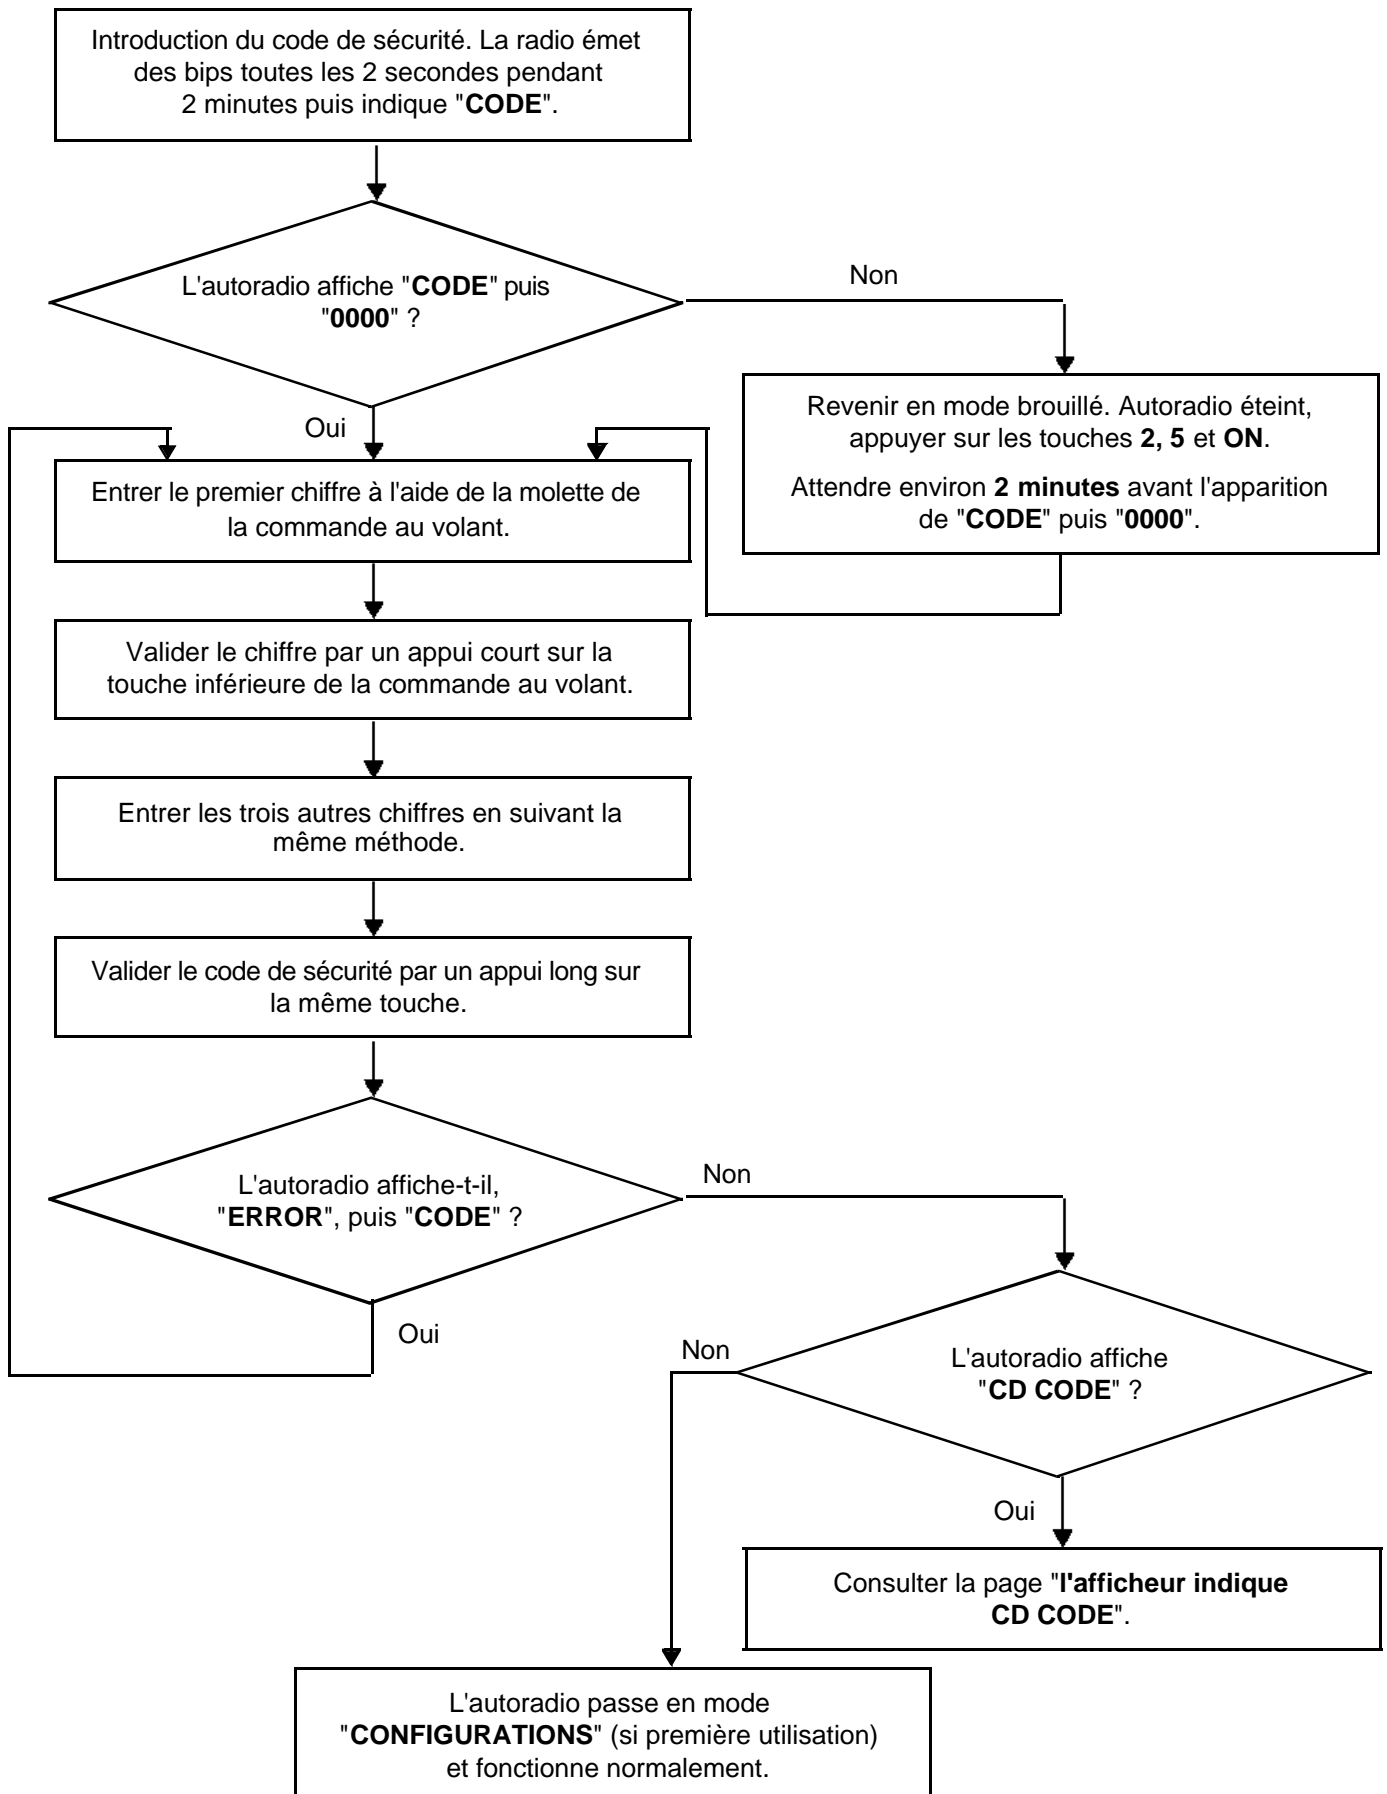 Introduction du code de sécurité. La radio émet
des bips toutes les 2 secondes pendant
2 minutes puis indique "CODE".
L'autoradio affiche "CODE" puis
"0000" ?
Non
Revenir en mode brouillé. Autoradio éteint,
appuyer sur les touches 2, 5 et ON.
Attendre environ 2 minutes avant l'apparition
de "CODE" puis "0000".
Oui
Entrer le premier chiffre à l'aide de la molette de
la commande au volant.
Valider le chiffre par un appui court sur la
touche inférieure de la commande au volant.
Entrer les trois autres chiffres en suivant la
même méthode.
Valider le code de sécurité par un appui long sur
la même touche.
L'autoradio affiche-t-il,
"ERROR", puis "CODE" ?
Non
Oui
L'autoradio affiche
"CD CODE" ?
Non
Oui
Consulter la page "l'afficheur indique
CD CODE".
L'autoradio passe en mode
"CONFIGURATIONS" (si première utilisation)
et fonctionne normalement.